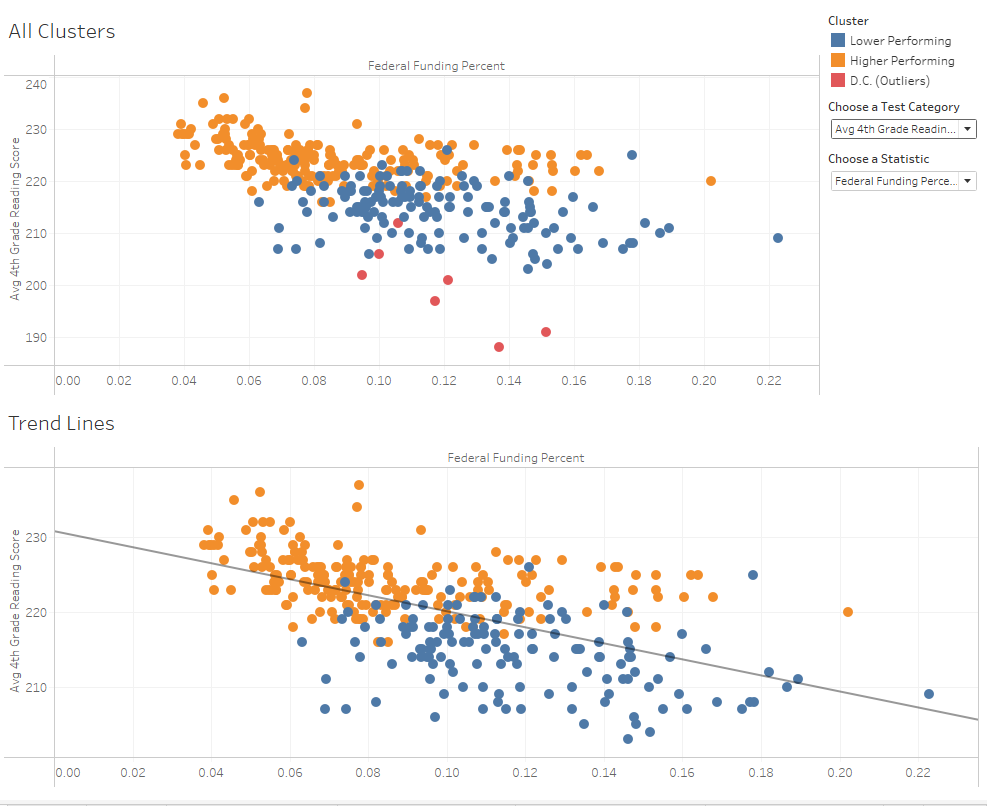 All Clusters
Federal Funding Percent
Avg 4th Grade Reading Score
240
230
220
210
200
190
0.00 0.02 0.04 0.06 0.08 0.10 0.12 0.14 0.16 0.18 0.20 0.22
Cluster
Lower Performing
Higher Performing
D.C. (Outliers)
Choose a Test Category
Avg 4th Grade Readin...
Choose a Statistic
Federal Funding Perce...
Trend Lines
Federal Funding Percent
Avg 4th Grade Reading Score
230
220
210
0.00 0.02 0.04 0.06 0.08 0.10 0.12 0.14 0.16 0.18 0.20 0.22